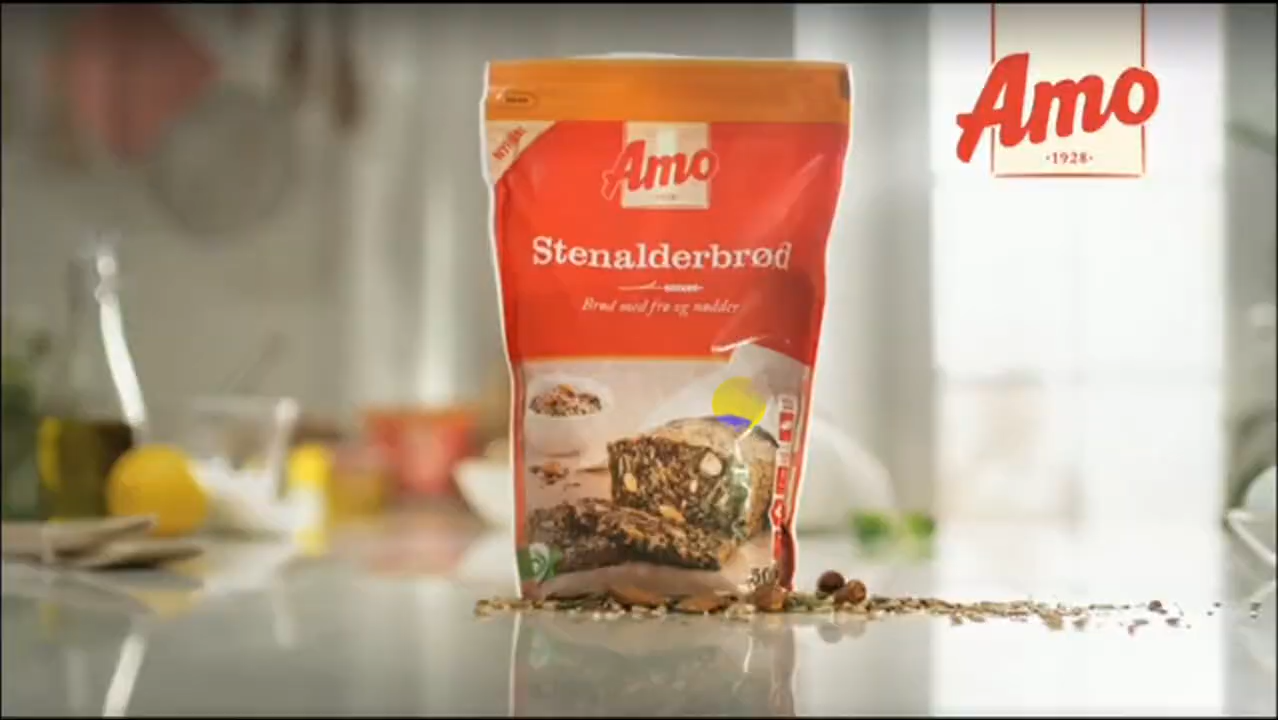 Amo
Stenalderbrød
Brød med frø og nødder
Amo
·1928·